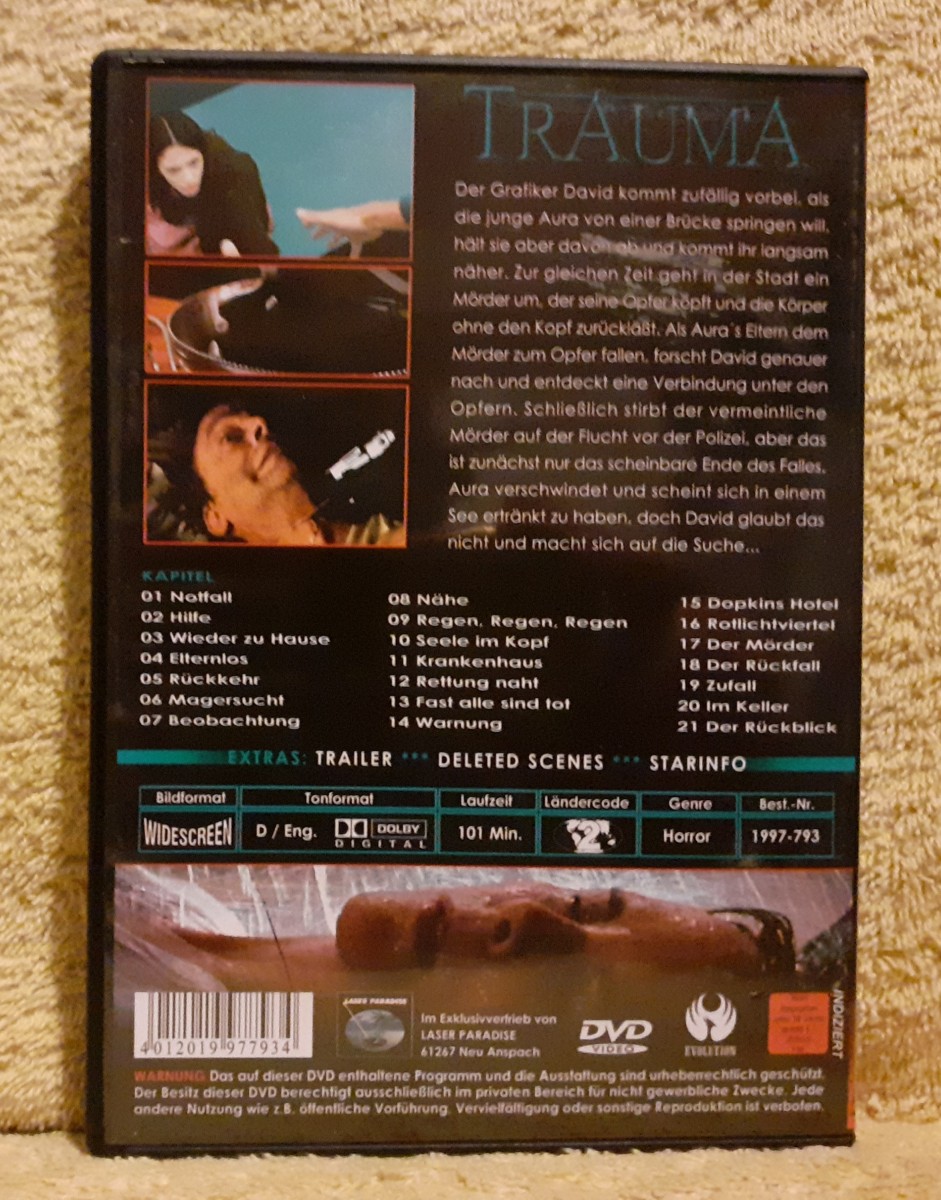 TRAUMA
Der Grafiker David kommt zufällig vorbei, als
die junge Aura von einer Brücke springen will,
hält sie aber davon ab und kommt ihr langsam
näher. Zur gleichen Zeit geht in der Stadt ein
Mörder um, der seine Opfer köpft und die Körper
ohne den Kopf zurückläßt. Als Aura´s Eltern dem
Mörder zum Opfer fallen, forscht David genauer
nach und entdeckt eine Verbindung unter den
Opfern. Schließlich stirbt der vermeintliche
Mörder auf der Flucht vor der Polizei, aber das
ist zunächst nur das scheinbare Ende des Falles.
Aura verschwindet und scheint sich in einem
See ertränkt zu haben, doch David glaubt das
nicht und macht sich auf die Suche...
KAPITEL
01 Notfall
02 Hilfe
03 Wieder zu Hause
04 Elternlos
05 Rückkehr
06 Magersucht
07 Beobachtung
08 Nähe
09 Regen, Regen, Regen
10 Seele im Kopf
11 Krankenhaus
12 Rettung naht
13 Fast alle sind tot
14 Warnung
15 Dopkins Hotel
16 Rotlichtviertel
17 Der Mörder
18 Der Rückfall
19 Zufall
20 Im Keller
21 Der Rückblick
EXTRAS: TRAILER *** DELETED SCENES *** STARINFO
Bildformat Tonformat Laufzeit Ländercode Genre Best.-Nr.
WIDESCREEN D / Eng. DOLBY DIGITAL 101 Min. 2 Horror 1997-793
4 012019 977934
LASER PARADISE
Im Exklusivvertrieb von
LASER PARADISE
61267 Neu Anspach
DVD
VIDEO
EVOLUTION
INDIZIERT
WARNUNG Das auf dieser DVD enthaltene Programm und die Ausstattung sind urheberrechtlich geschützt.
Der Besitz dieser DVD berechtigt ausschließlich im privaten Bereich für nicht gewerbliche Zwecke. Jede
andere Nutzung wie z.B. öffentliche Vorführung, Vervielfältigung oder sonstige Reproduktion ist verboten.